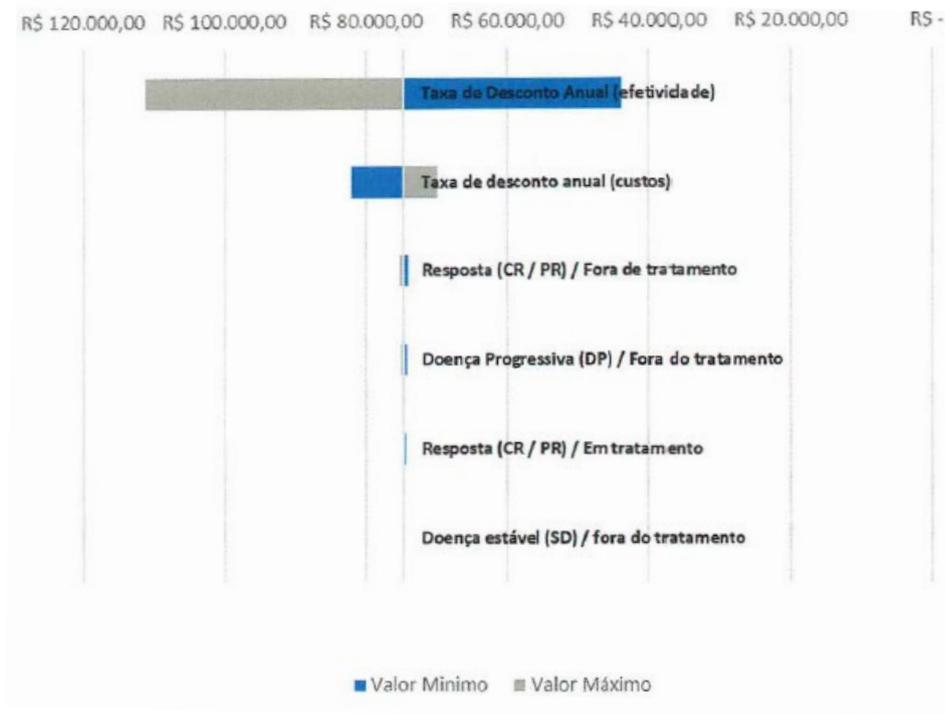 R$ 120.000,00 R$ 100.000,00 R$ 80.000,00 R$ 60.000,00 R$ 40.000,00 R$ 20.000,00 R$ -
Taxa de Desconto Anual (efetividade)
Taxa de desconto anual (custos)
Resposta (CR / PR) / Fora de tratamento
Doença Progressiva (DP) / Fora do tratamento
Resposta (CR / PR) / Em tratamento
Doença estável (SD) / fora do tratamento
Valor Minimo Valor Máximo